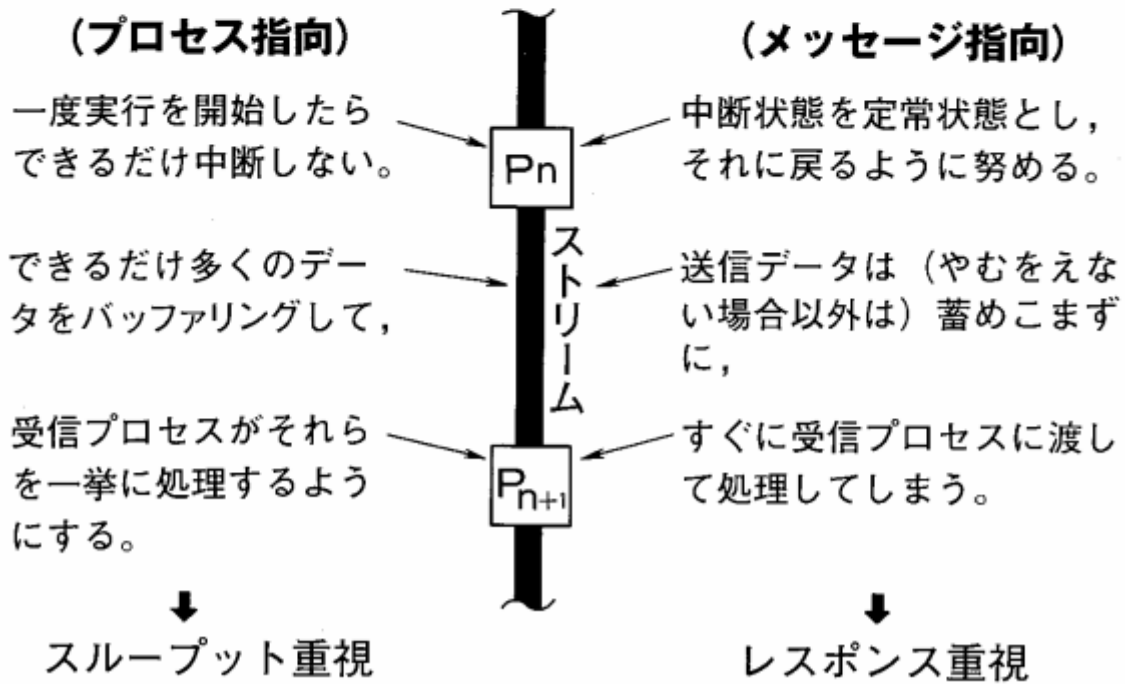 (プロセス指向)
一度実行を開始したら
できるだけ中断しない。
できるだけ多くのデー
タをバッファリングして,
受信プロセスがそれら
を一挙に処理するよう
にする。
スループット重視
Pn
ストリーム
Pn+1
(メッセージ指向)
中断状態を定常状態とし,
それに戻るように努める。
送信データは(やむをえな
い場合以外は)蓄めこまず
に,
すぐに受信プロセスに渡し
て処理してしまう。
レスポンス重視